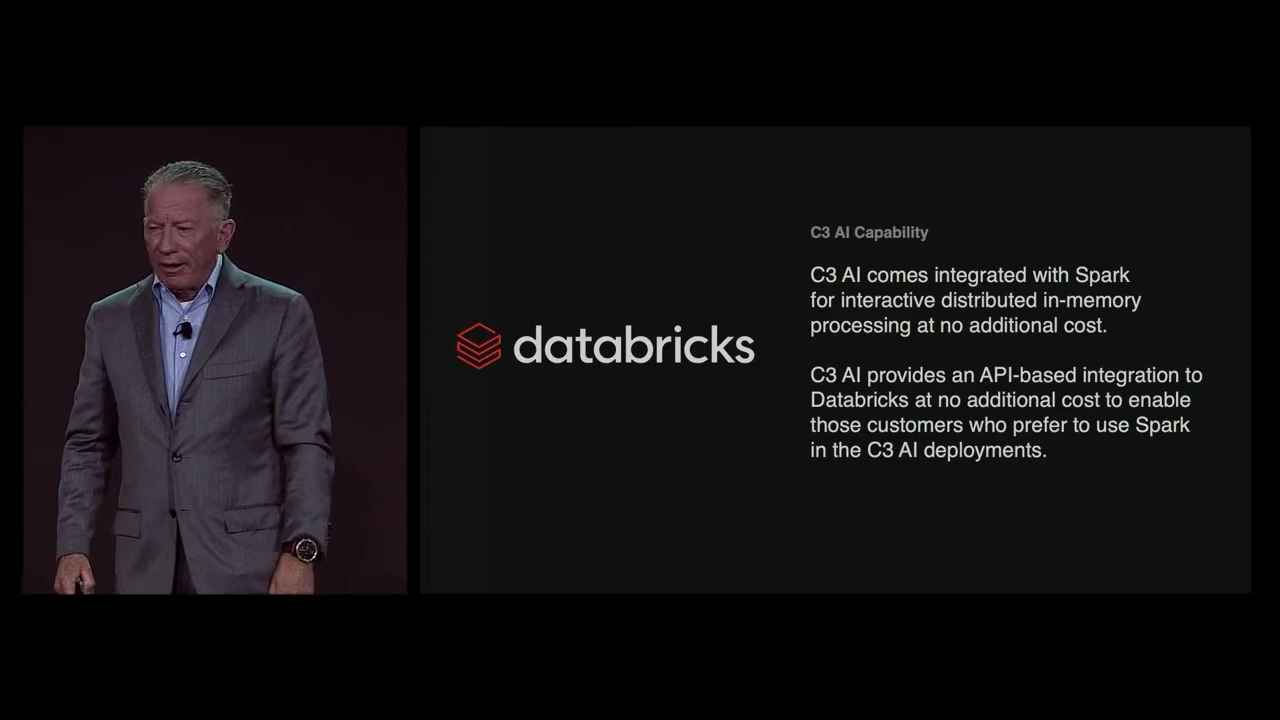 databricks
C3 AI Capability
C3 AI comes integrated with Spark
for interactive distributed in-memory
processing at no additional cost.
C3 AI provides an API-based integration to
Databricks at no additional cost to enable
those customers who prefer to use Spark
in the C3 AI deployments.